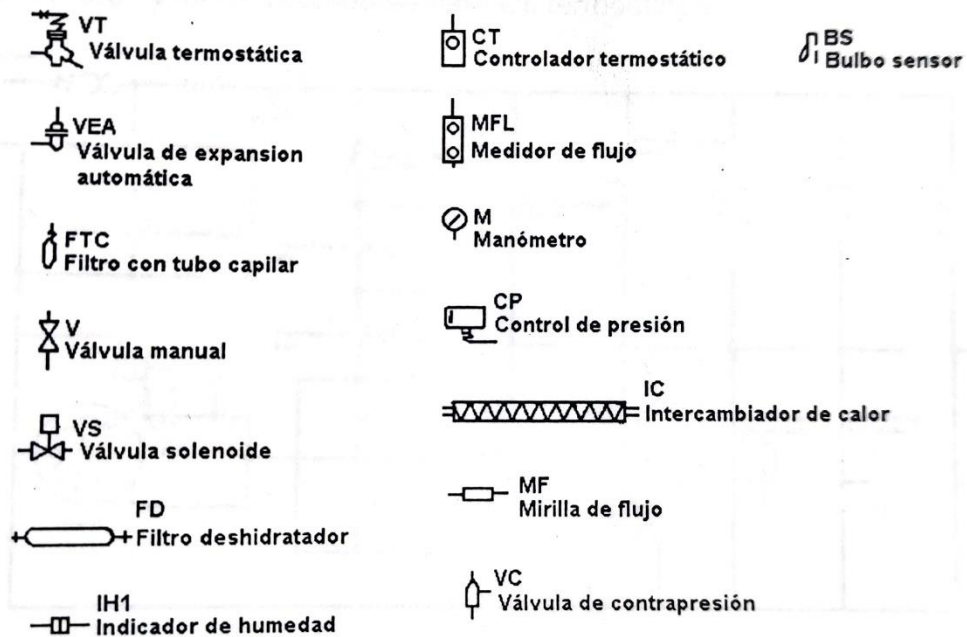 VT
Válvula termostática
VEA
Válvula de expansion
automática
FTC
Filtro con tubo capilar
V
Válvula manual
VS
Válvula solenoide
FD
Filtro deshidratador
IH1
Indicador de humedad
CT
Controlador termostático
MFL
Medidor de flujo
M
Manómetro
CP
Control de presión
IC
Intercambiador de calor
MF
Mirilla de flujo
VC
Válvula de contrapresión
BS
Bulbo sensor